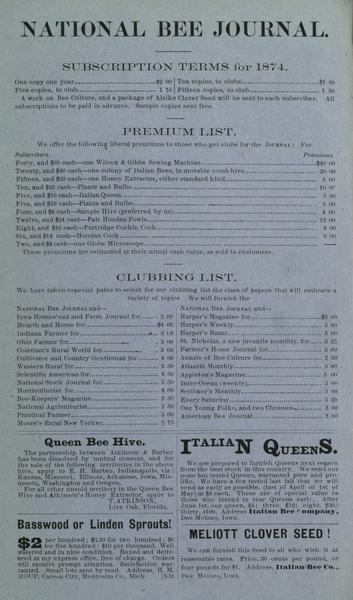 NATIONAL BEE JOURNAL.
SUBSCRIPTION TERMS for 1874.
One copy one year $2 00
Five copies, to club 1 75
Ten copies, to clubs $1 60
Fifteen copies, to club 1 50
A work on Bee Culture, and a package of Alsike Clover Seed will be sent to each subscriber. All
subscriptions to be paid in advance. Sample copies sent free.
PREMIUM LIST.
We offer the following liberal premiums to those who get clubs for the JOURNAL: For
Subscribers. Premiums
Forty, and $80 cash—one Wilcox & Gibbs Sewing Machine $40 00
Twenty, and $40 cash—one colony of Italian Bees, in movable comb hive 20 00
Fifteen, and $30 cash—one Honey Extractor, either standard kind 5 00
Ten, and $20 cash—Plants and Bulbs 10 00
Five, and $10 cash—Italian Queen 5 00
Five, and $10 cash—Plants and Bulbs 5 00
Four, and $8 cash—Sample Hive (preferred by us) 4 00
Twelve, and $24 cash—Pair Houdan Fowls 12 00
Eight, and $16 cash—Partridge Cochin Cock 8 00
Six, and $12 cash—Houdan Cock 6 00
Two, and $4 cash—one Globe Microscope
These premiums are estimated at their actual cash value, as sold to customers.
CLUBBING LIST.
We have taken especial pains to select for our clubbing list the class of papers that will embrace a
variety of topics We will furnish the
NATIONAL BEE JOURNAL and—
Iowa Homestead and Farm Journal for 3 00
Hearth and Home for $4 00
Indiana Farmer for 3 00
Ohio Farmer for
Coleman's Rural World for 3 00
Cultivator and Country Gentleman for 4 00
Western Rural for 3 50
Scientific American for 4 50
National Stock Journal for 3 50
Horticulturist for 4 00
Bee-Keepers' Magazine for 2 50
National Agriculturist for 2 50
Practical Farmer for 3 00
Moore's Rural New Yorker 3 75
NATIONAL BEE JOURNAL and—
Harper's Magazine for $5 00
Harper's Weekly 5 00
Harper's Bazar 5 00
St. Nicholas, a new juvenile monthly, for 3 25
Farmer's Home Journal for
Annals of Bee Culture for 2 50
Atlantic Monthly 5 00
Appleton's Magazine 5 00
Inter-Ocean (weekly) 3 00
Scribner's Monthly 5 00
Every Saturday 5 50
Our Young Folks, and two Chromos 3 00
American Bee Journal 3 00
Queen Bee Hive.
The partnership between Atkinson & Barber
has been dissolved by mutual consent, and for
the sale of the following territories in the above
hive, apply to E. H. Barber, Indianapolis, viz:
Kansas, Missouri, Illinois, Arkansas, Iowa, Min-
nesota, Washington and Oregon.
For all other unsold territory in the Queen Bee
Hive and Atkinson's Honey Extractor, apply to
T. ATKINSON,
Live Oak, Florida.
ITALIAN QUEENS.
We are prepared to furnish Queens next season
from the best stock in this country. We send out
none but tested Queens, warranted pure and pro-
lific. We have a few tested last fall that we will
send as early as possible, (last of April or 1st of
May) at $8 each. These are of special value to
those who intend to rear Queens early. After
June 1st, one queen, $5; three $12; eight, $30;
thirty, $100. Address Italian Bee Company,
Des Moines, Iowa.
Basswood or Linden Sprouts!
$2 per hundred; $3.50 for two hundred; $6
for five hundred; $10 per thousand. Well
watered and in nice condition. Boxed and deliv-
ered at my express office, free of charge. Orders
will receive prompt attention. Satisfaction war-
ranted. Small lots sent by mail. Address, H. M.
ROUP, Carson City, Montcalm Co., Mich.
MELIOTT CLOVER SEED!
We can furnish this Seed to all who wish it at
reasonable rates. Price, 50 cents per pound, or
four pounds for $1. Address, Italian Bee Co.,
Des Moines, Iowa.